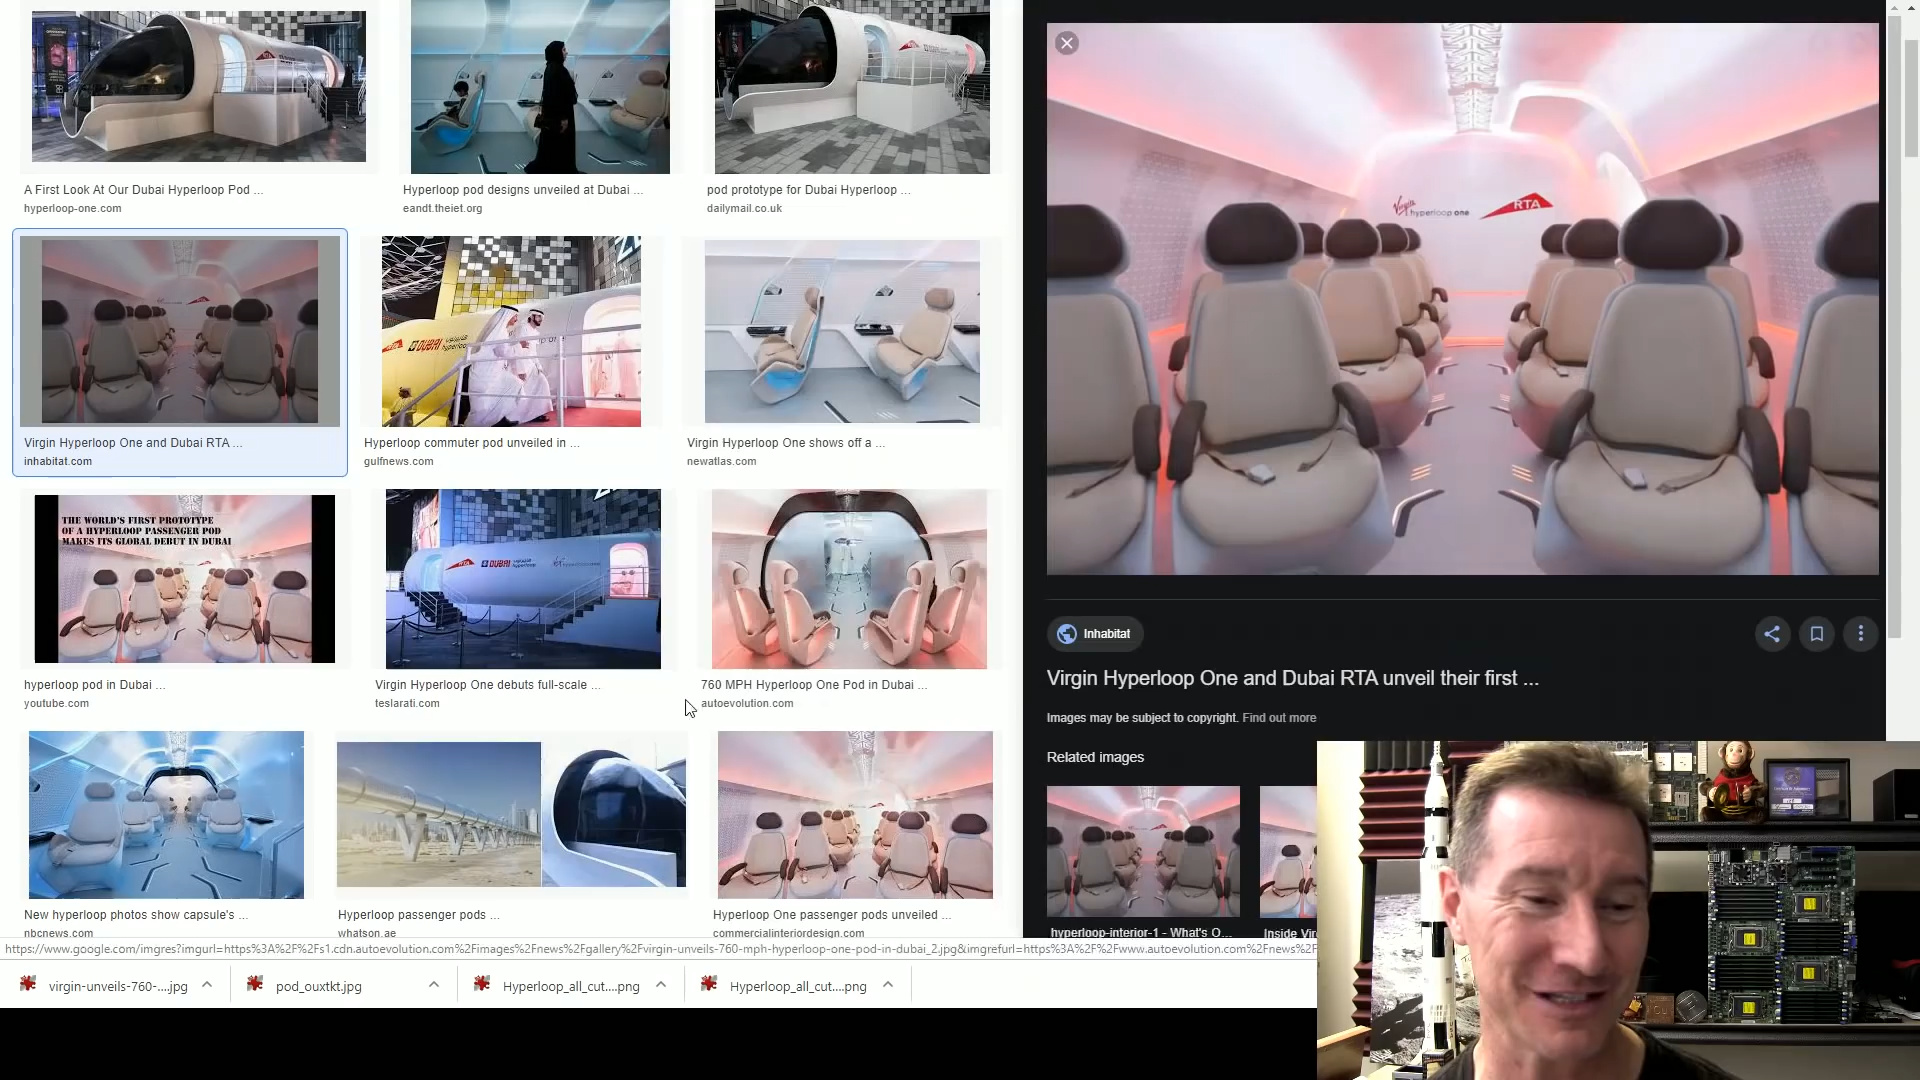 A First Look At Our Dubai Hyperloop Pod ...
hyperloop-one.com
Hyperloop pod designs unveiled at Dubai ...
eandt.theiet.org
pod prototype for Dubai Hyperloop ...
dailymail.co.uk
Virgin Hyperloop One and Dubai RTA ...
inhabitat.com
DUBAI
Hyperloop commuter pod unveiled in ...
gulfnews.com
Virgin Hyperloop One shows off a ...
newatlas.com
THE WORLD'S FIRST PROTOTYPE
OF A HYPERLOOP PASSENGER POD
MAKES ITS GLOBAL DEBUT IN DUBAI
hyperloop pod in Dubai ...
youtube.com
DUBAI
Virgin Hyperloop One debuts full-scale ...
teslarati.com
760 MPH Hyperloop One Pod in Dubai ...
autoevolution.com
New hyperloop photos show capsule's ...
nbcnews.com
Hyperloop passenger pods ...
whatson.ae
Hyperloop One passenger pods unveiled ...
commercialinteriordesign.com
Virgin
hyperloop one
RTA
Inhabitat
Virgin Hyperloop One and Dubai RTA unveil their first ...
Images may be subject to copyright. Find out more
Related images
hyperloop-interior-1 - What's O...
Inside Vir
https://www.google.com/imgres?imgurl=https%3A%2F%2Fs1.cdn.autoevolution.com%2Fimages%2Fnews%2Fgallery%2Fvirgin-unveils-760-mph-hyperloop-one-pod-in-dubai_2.jpg&imgrefurl=https%3A%2F%2Fwww.autoevolution.com%2Fnews%2F
virgin-unveils-760-....jpg
pod_ouxtkt.jpg
Hyperloop_all_cut....png
Hyperloop_all_cut....png